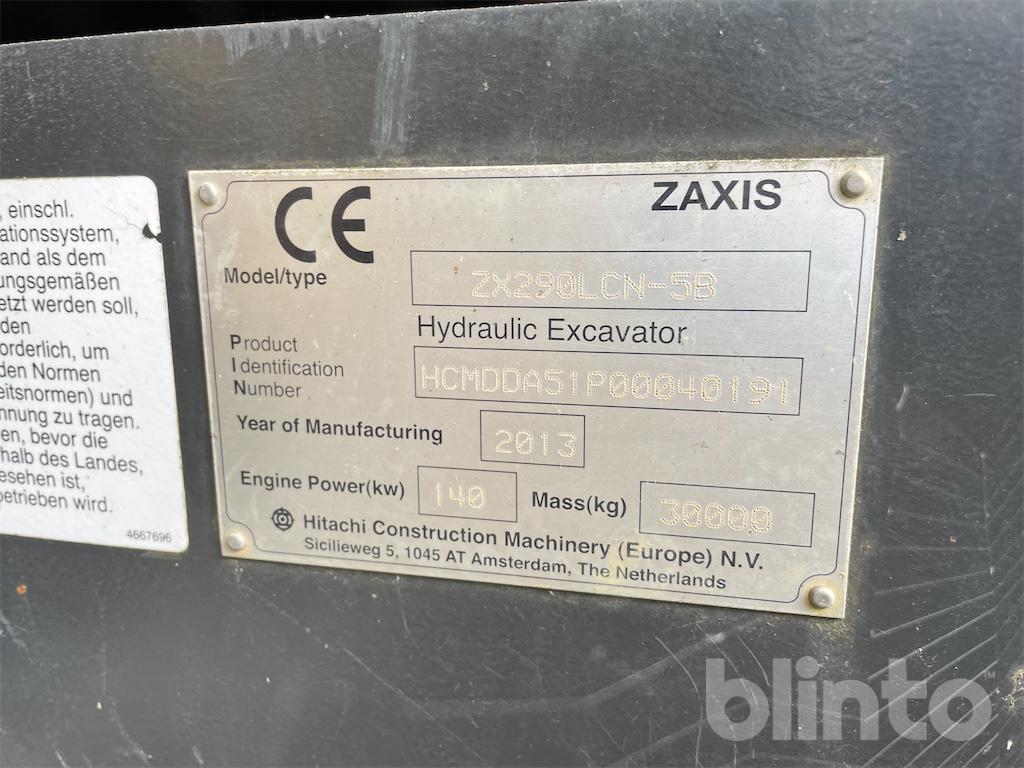 , einschl.
ationssystem,
and als dem
ungsgemäßen
etzt werden soll,
den
orderlich, um
den Normen
eitsnormen) und
nnung zu tragen.
en, bevor die
halb des Landes,
esehen ist,
betrieben wird.
4667696
CE
ZAXIS
Model/type
ZX290LCN-5B
Hydraulic Excavator
Product
Identification
Number
HCMDDA51P00040191
Year of Manufacturing 2013
Engine Power(kw) 140 Mass(kg) 30000
Hitachi Construction Machinery (Europe) N.V.
Sicilieweg 5, 1045 AT Amsterdam, The Netherlands
blinto™